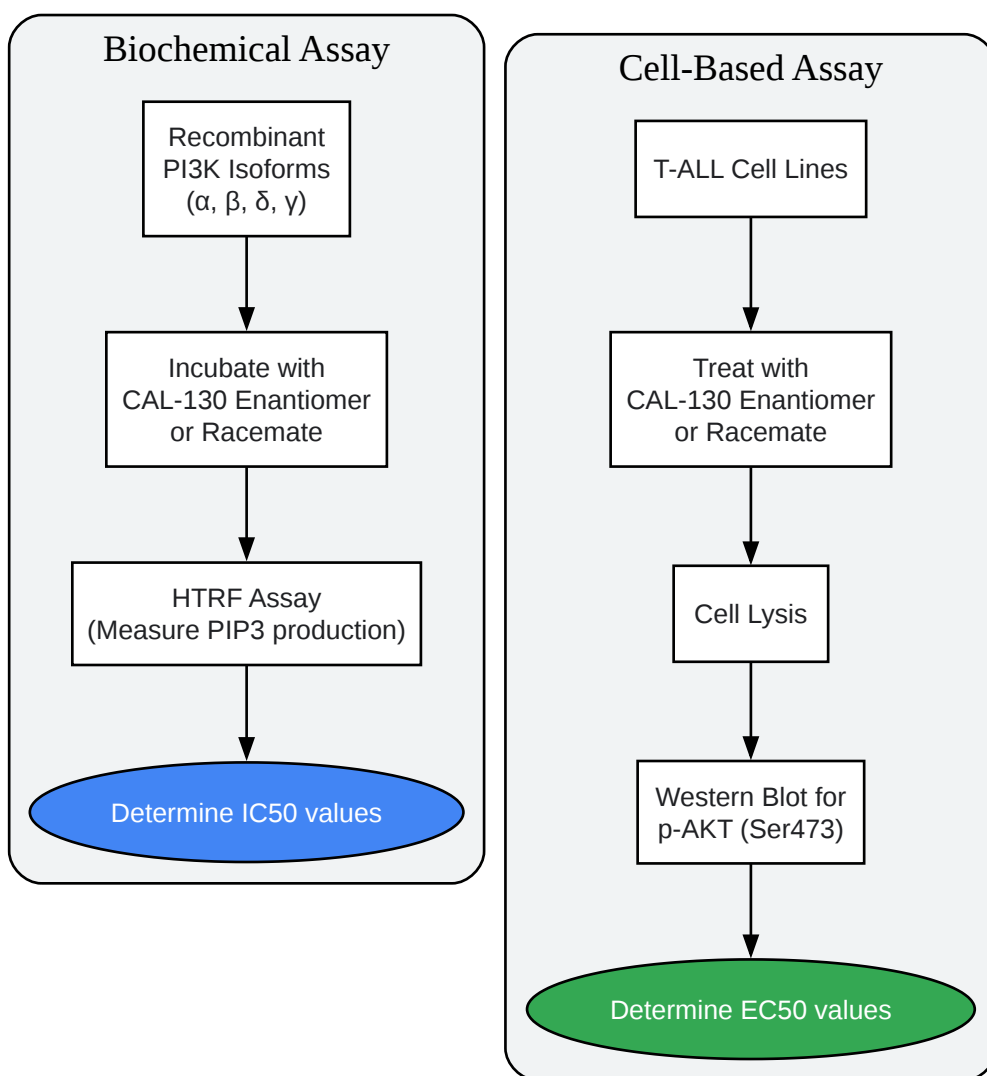 Biochemical Assay
Recombinant
PI3K Isoforms
(α, β, δ, γ)
Incubate with
CAL-130 Enantiomer
or Racemate
HTRF Assay
(Measure PIP3 production)
Determine IC50 values
Cell-Based Assay
T-ALL Cell Lines
Treat with
CAL-130 Enantiomer
or Racemate
Cell Lysis
Western Blot for
p-AKT (Ser473)
Determine EC50 values